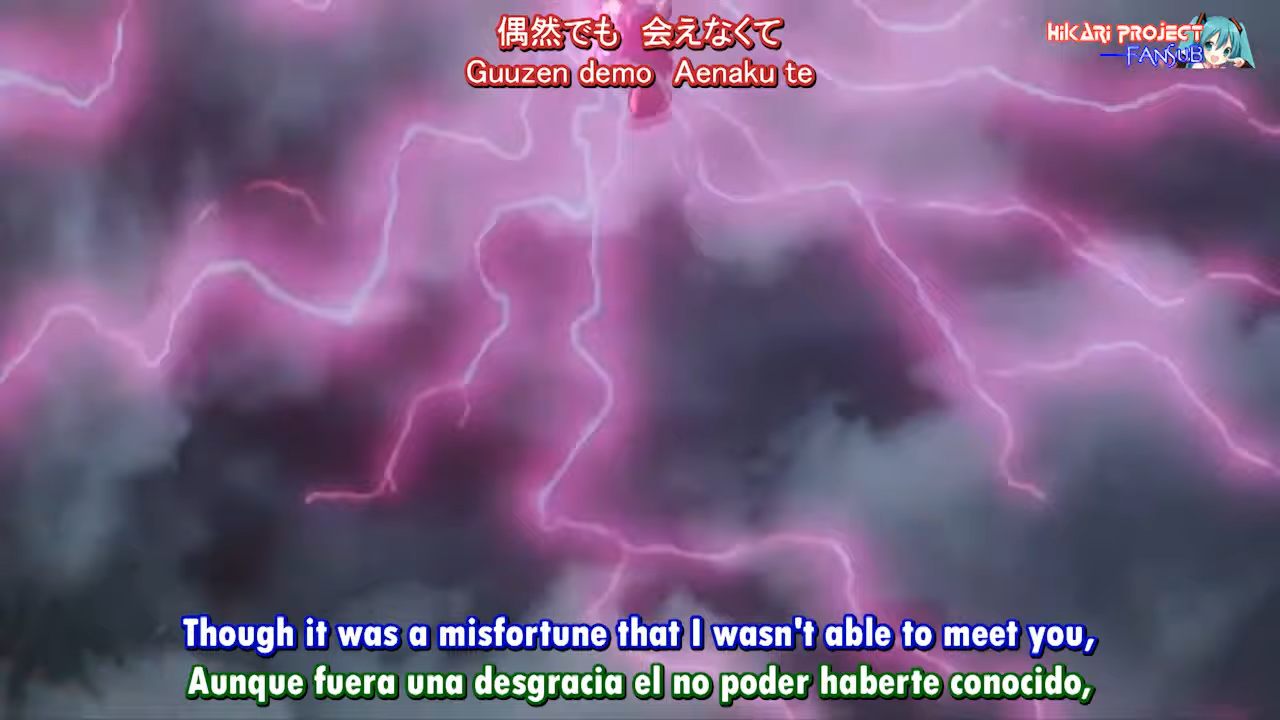 偶然でも 会えなくて
Guuzen demo Aenaku te
HiKARi PROJECT
FANSUB
Though it was a misfortune that I wasn't able to meet you,
Aunque fuera una desgracia el no poder haberte conocido,